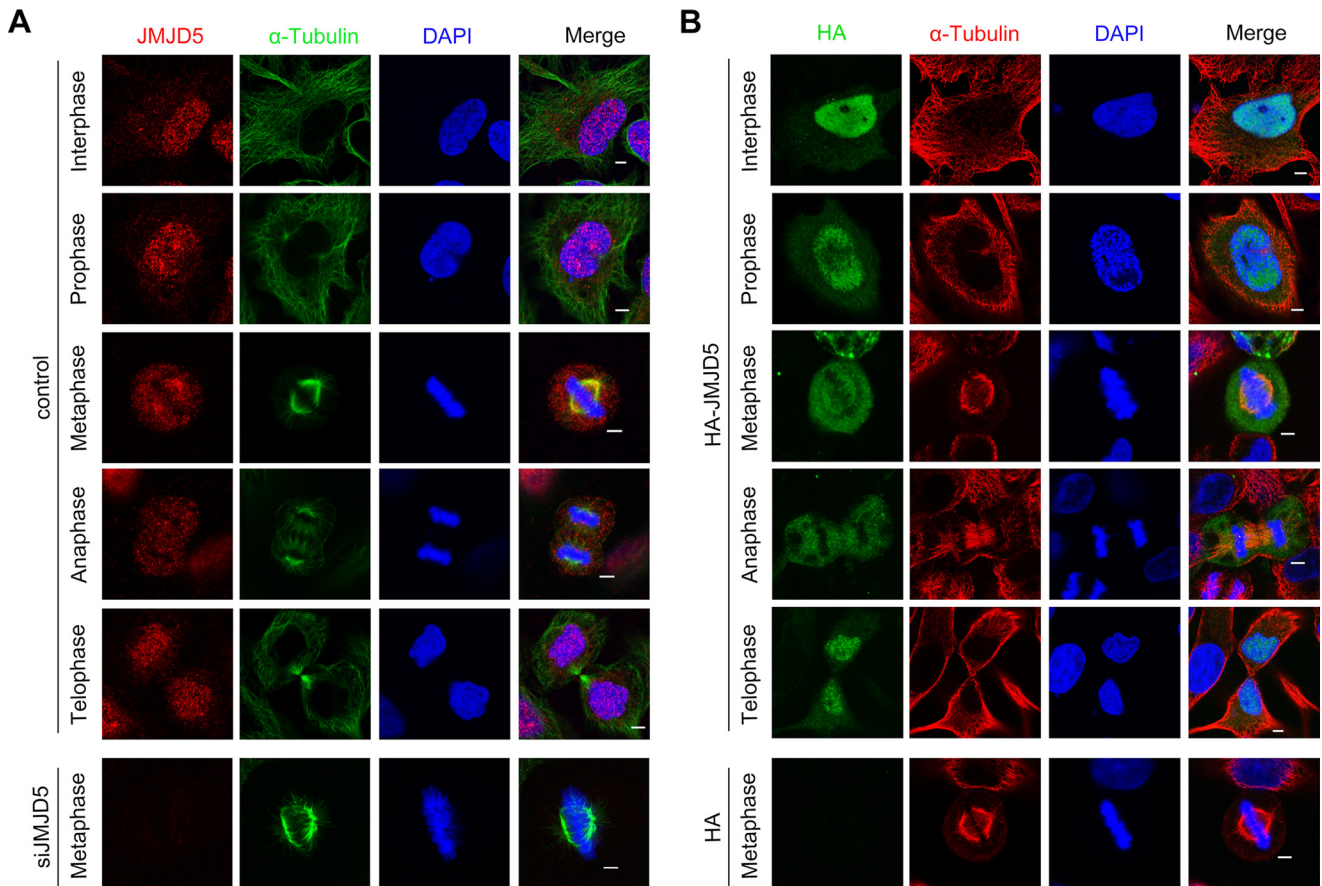 A
JMJD5 α-Tubulin DAPI Merge
control
Interphase
Prophase
Metaphase
Anaphase
Telophase
siJMJD5
Metaphase
B
HA α-Tubulin DAPI Merge
HA-JMJD5
Interphase
Prophase
Metaphase
Anaphase
Telophase
HA
Metaphase